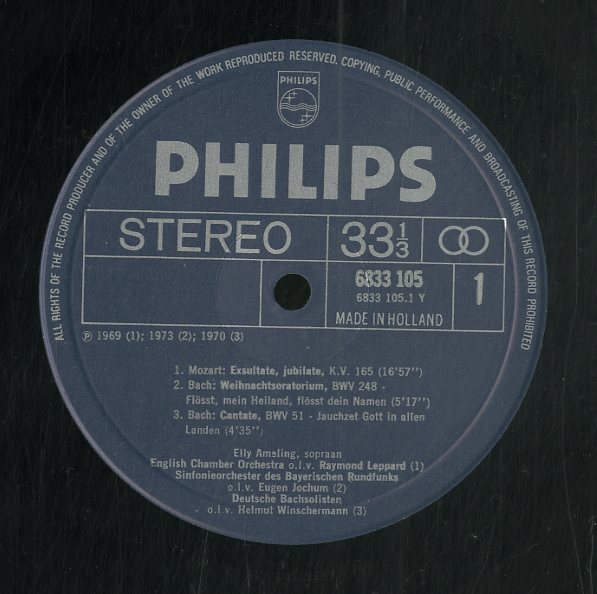 ALL RIGHTS OF THE RECORD PRODUCER AND OF THE OWNER OF THE WORK REPRODUCED RESERVED. COPYING, PUBLIC PERFORMANCE AND BROADCASTING OF THIS RECORD PROHIBITED
PHILIPS
PHILIPS
STEREO 33 1/3
6833 105 1
6833 105.1 Y
MADE IN HOLLAND
℗ 1969 (1); 1973 (2); 1970 (3)
1. Mozart: Exsultate, jubilate, K.V. 165 (16'57'')
2. Bach: Weihnachtsoratorium, BWV 248 -
Flösst, mein Heiland, flösst dein Namen (5'17'')
3. Bach: Cantate, BWV 51 - Jauchzet Gott in allen
Landen (4'35'')
Elly Ameling, sopraan
English Chamber Orchestra o.l.v. Raymond Leppard (1)
Sinfonieorchester des Bayerischen Rundfunks
o.l.v. Eugen Jochum (2)
Deutsche Bachsolisten
o.l.v. Helmut Winschermann (3)